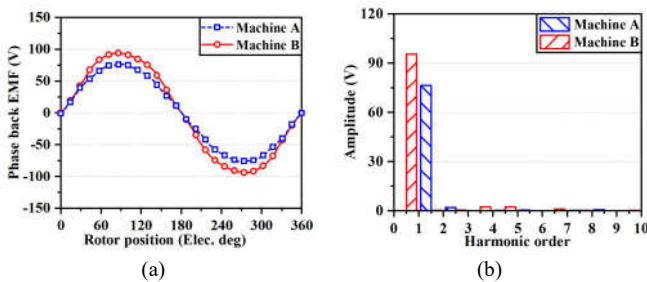 150
100
50
0
-50
-100
-150
Phase back EMF (V)
Machine A
Machine B
0 60 120 180 240 300 360
Rotor position (Elec. deg)
(a)
120
90
60
30
0
Amplitude (V)
Machine A
Machine B
0 1 2 3 4 5 6 7 8 9 10
Harmonic order
(b)